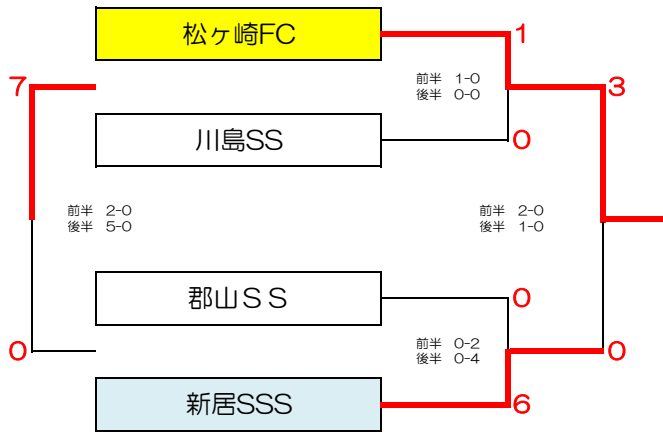 松ヶ崎FC
1
7
前半 1-0
後半 0-0
3
川島SS
0
前半 2-0
後半 5-0
前半 2-0
後半 1-0
郡山ＳＳ
0
前半 0-2
後半 0-4
0
0
新居SSS
6